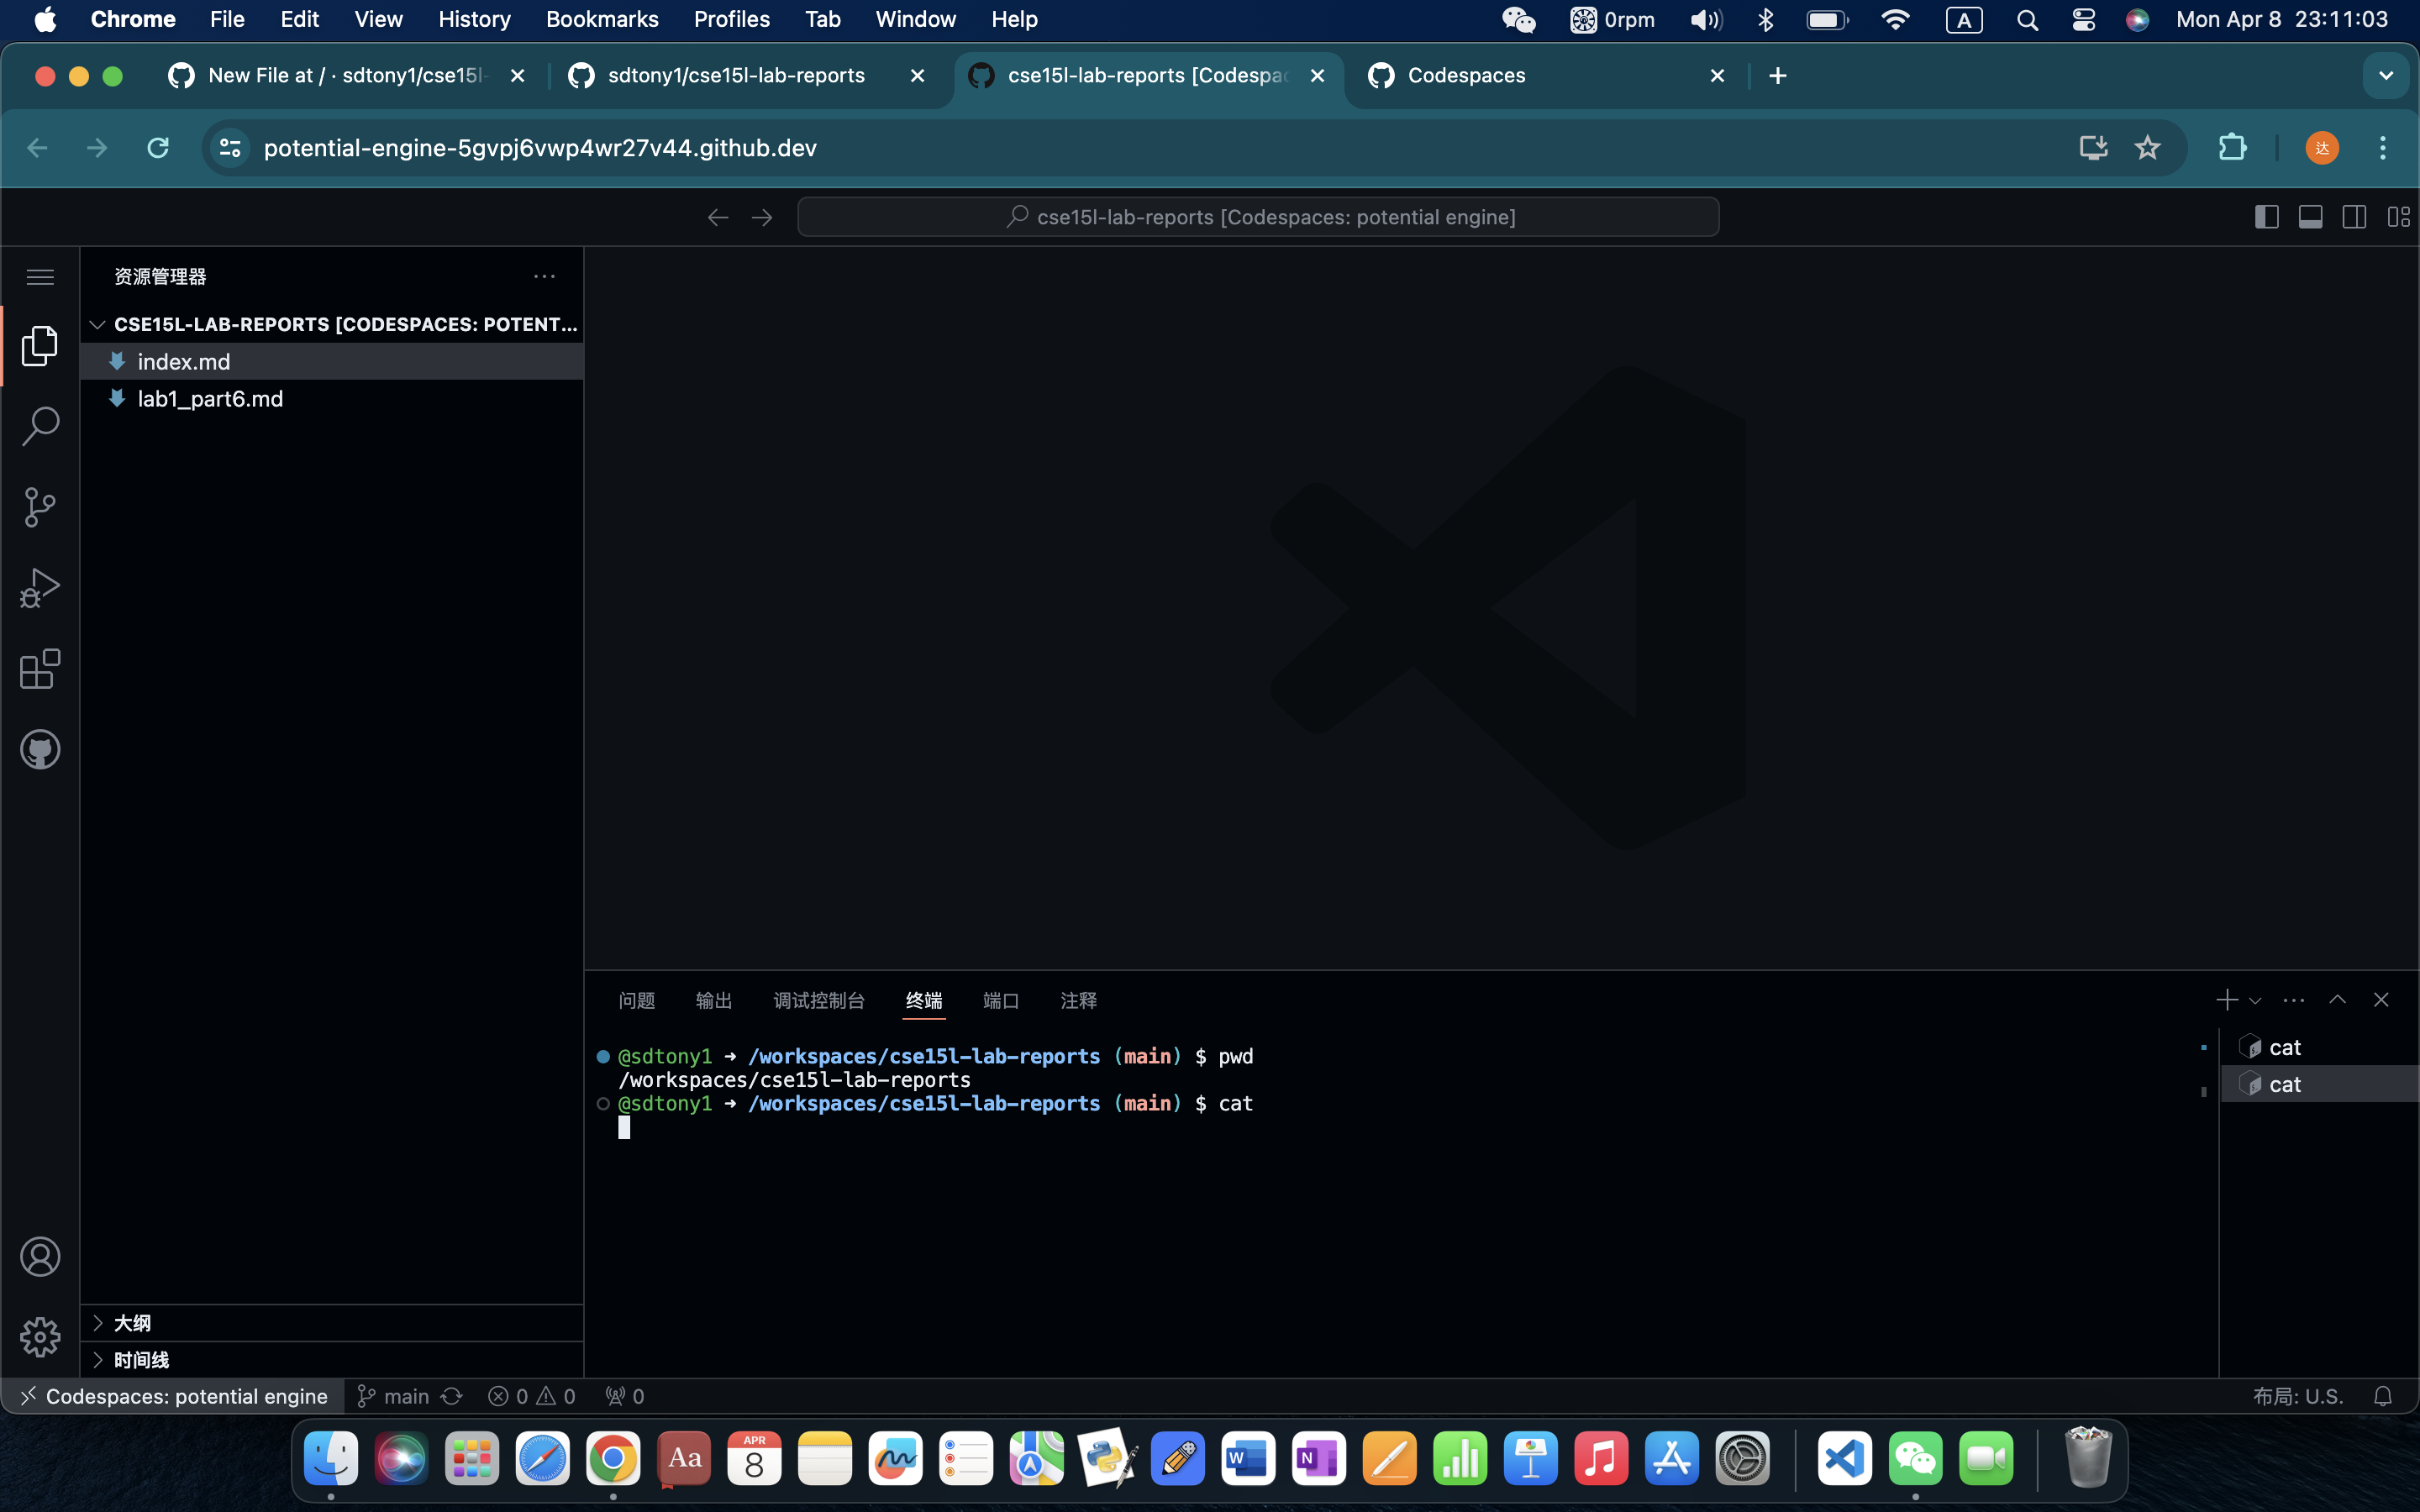 Chrome File Edit View History Bookmarks Profiles Tab Window Help 0rpm A Mon Apr 8 23:11:03
New File at / · sdtony1/cse15l- sdtony1/cse15l-lab-reports cse15l-lab-reports [Codespac Codespaces
potential-engine-5gvpj6vwp4wr27v44.github.dev 达
cse15l-lab-reports [Codespaces: potential engine]
资源管理器
CSE15L-LAB-REPORTS [CODESPACES: POTENT...
index.md
lab1_part6.md
问题 输出 调试控制台 终端 端口 注释
@sdtony1 → /workspaces/cse15l-lab-reports (main) $ pwd
/workspaces/cse15l-lab-reports
@sdtony1 → /workspaces/cse15l-lab-reports (main) $ cat
cat
cat
大纲
时间线
Codespaces: potential engine main 0 0 0 布局: U.S.
Aa APR 8 W N